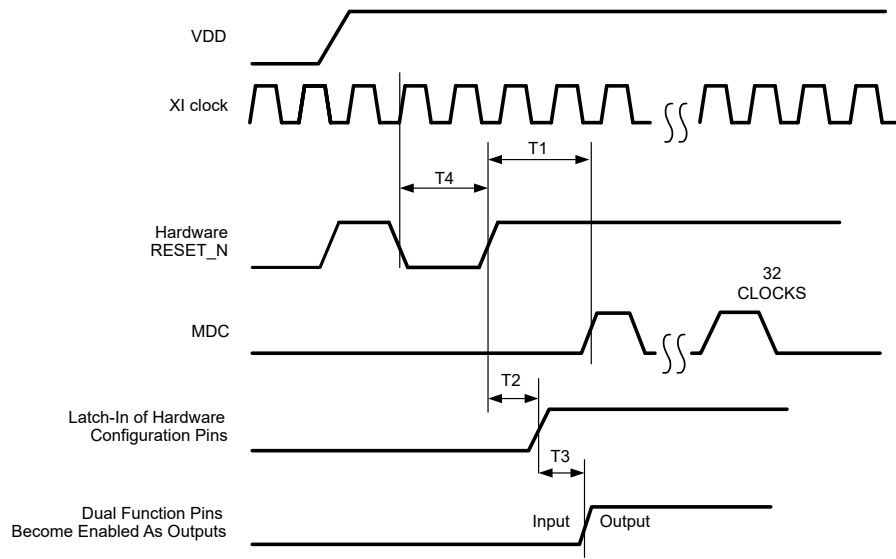 VDD
XI clock
T1
T4
Hardware
RESET_N
32
CLOCKS
MDC
T2
Latch-In of Hardware
Configuration Pins
T3
Dual Function Pins
Become Enabled As Outputs
Input
Output